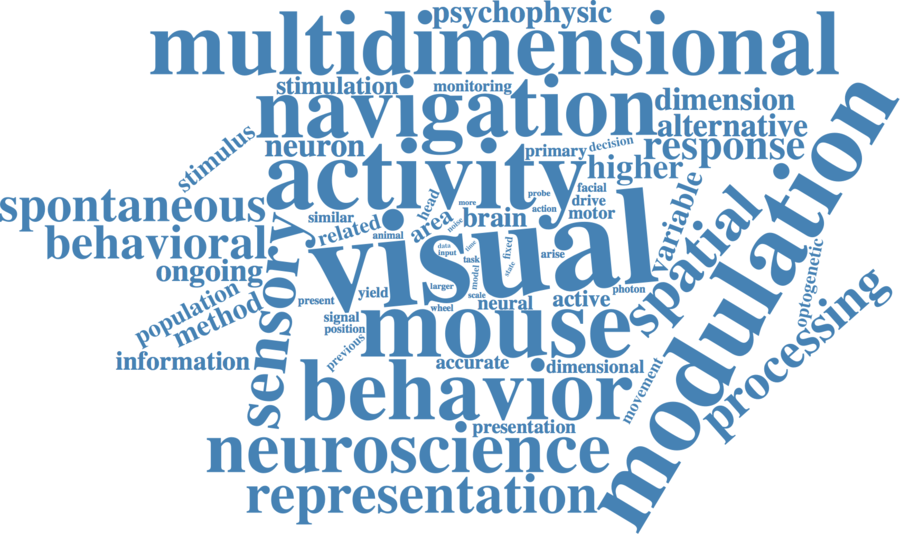 psychophysic
multidimensional
stimulation
monitoring
navigation
dimension
alternative
stimulus
neuron
primary
decision
response
activity
higher
probe
facial
head
more
action
drive
motor
spontaneous
similar
related
area
noise
brain
variable
spatial
modulation
behavioral
animal
visual
data
input
time
fixed
arise
ongoing
sensory
task
model
state
optogenetic
population
method
present
yield
larger
scale
neural
active
photon
wheel
processing
signal
position
mouse
previous
information
accurate
dimensional
movement
behavior
presentation
neuroscience
representation